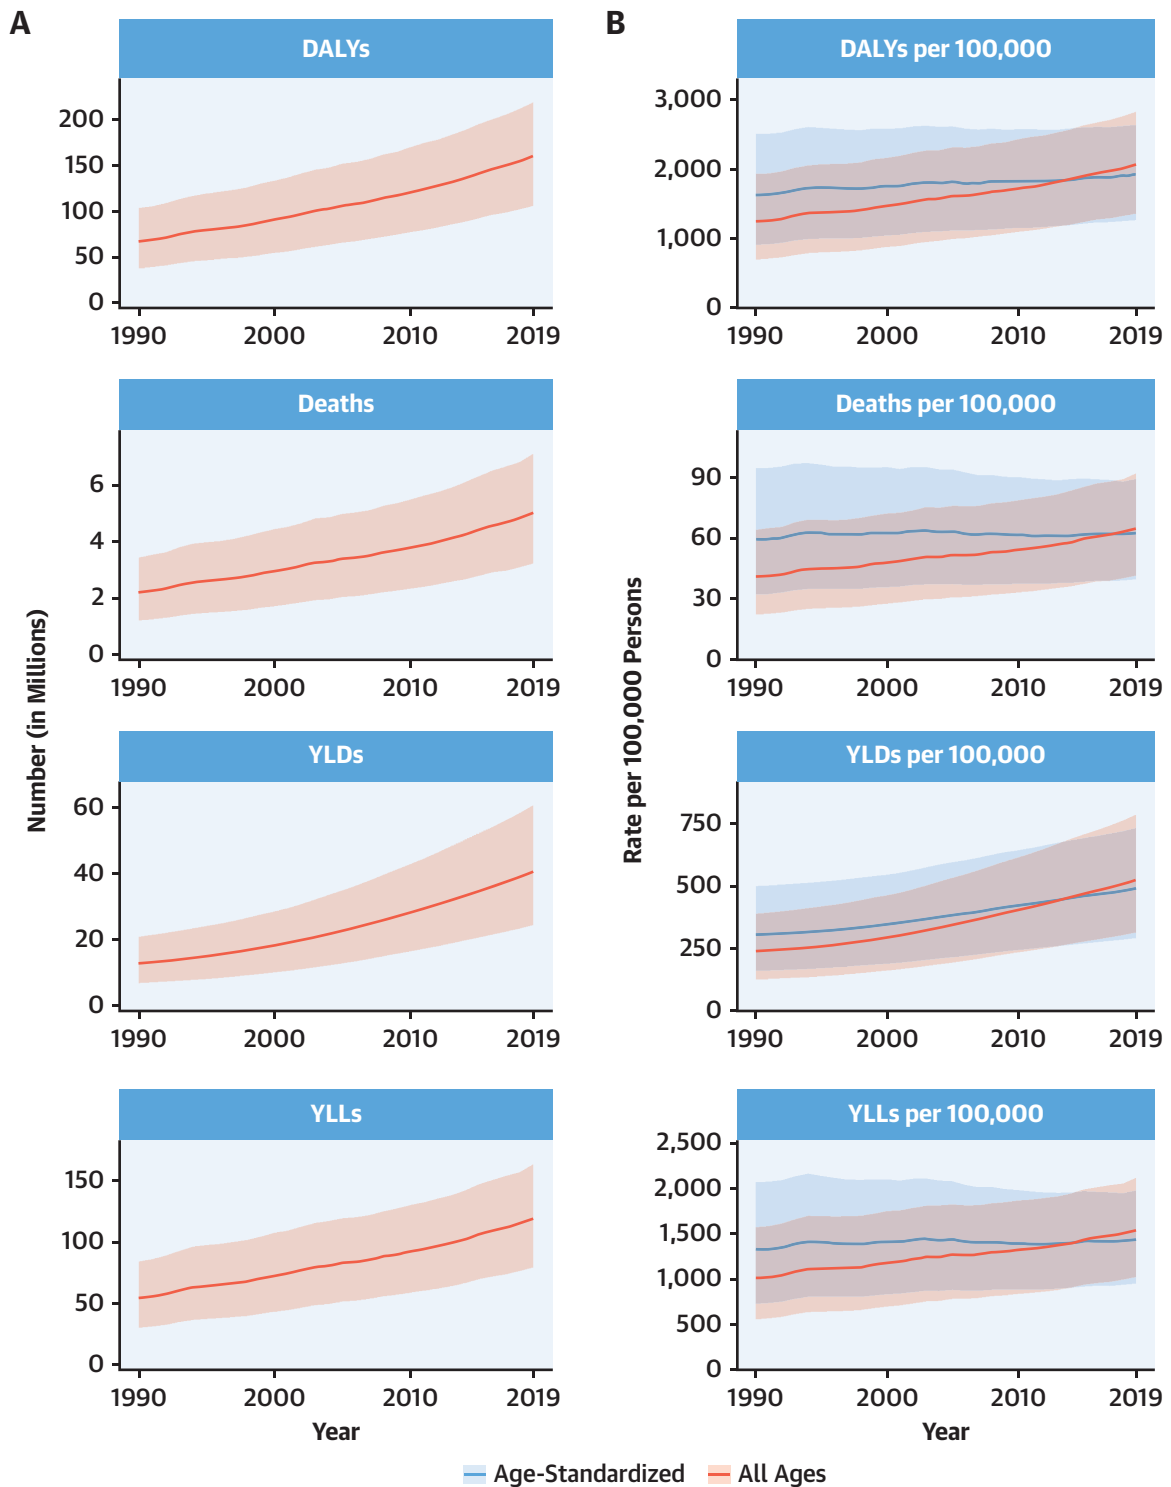 A
DALYs
200
150
100
50
0
1990 2000 2010 2019
Deaths
6
4
2
0
1990 2000 2010 2019
YLDs
60
40
20
0
1990 2000 2010 2019
YLLs
150
100
50
0
1990 2000 2010 2019
Number (in Millions)
Year
B
DALYs per 100,000
3,000
2,000
1,000
0
1990 2000 2010 2019
Deaths per 100,000
90
60
30
0
1990 2000 2010 2019
YLDs per 100,000
750
500
250
0
1990 2000 2010 2019
YLLs per 100,000
2,500
2,000
1,500
1,000
500
0
1990 2000 2010 2019
Rate per 100,000 Persons
Year
Age-Standardized All Ages